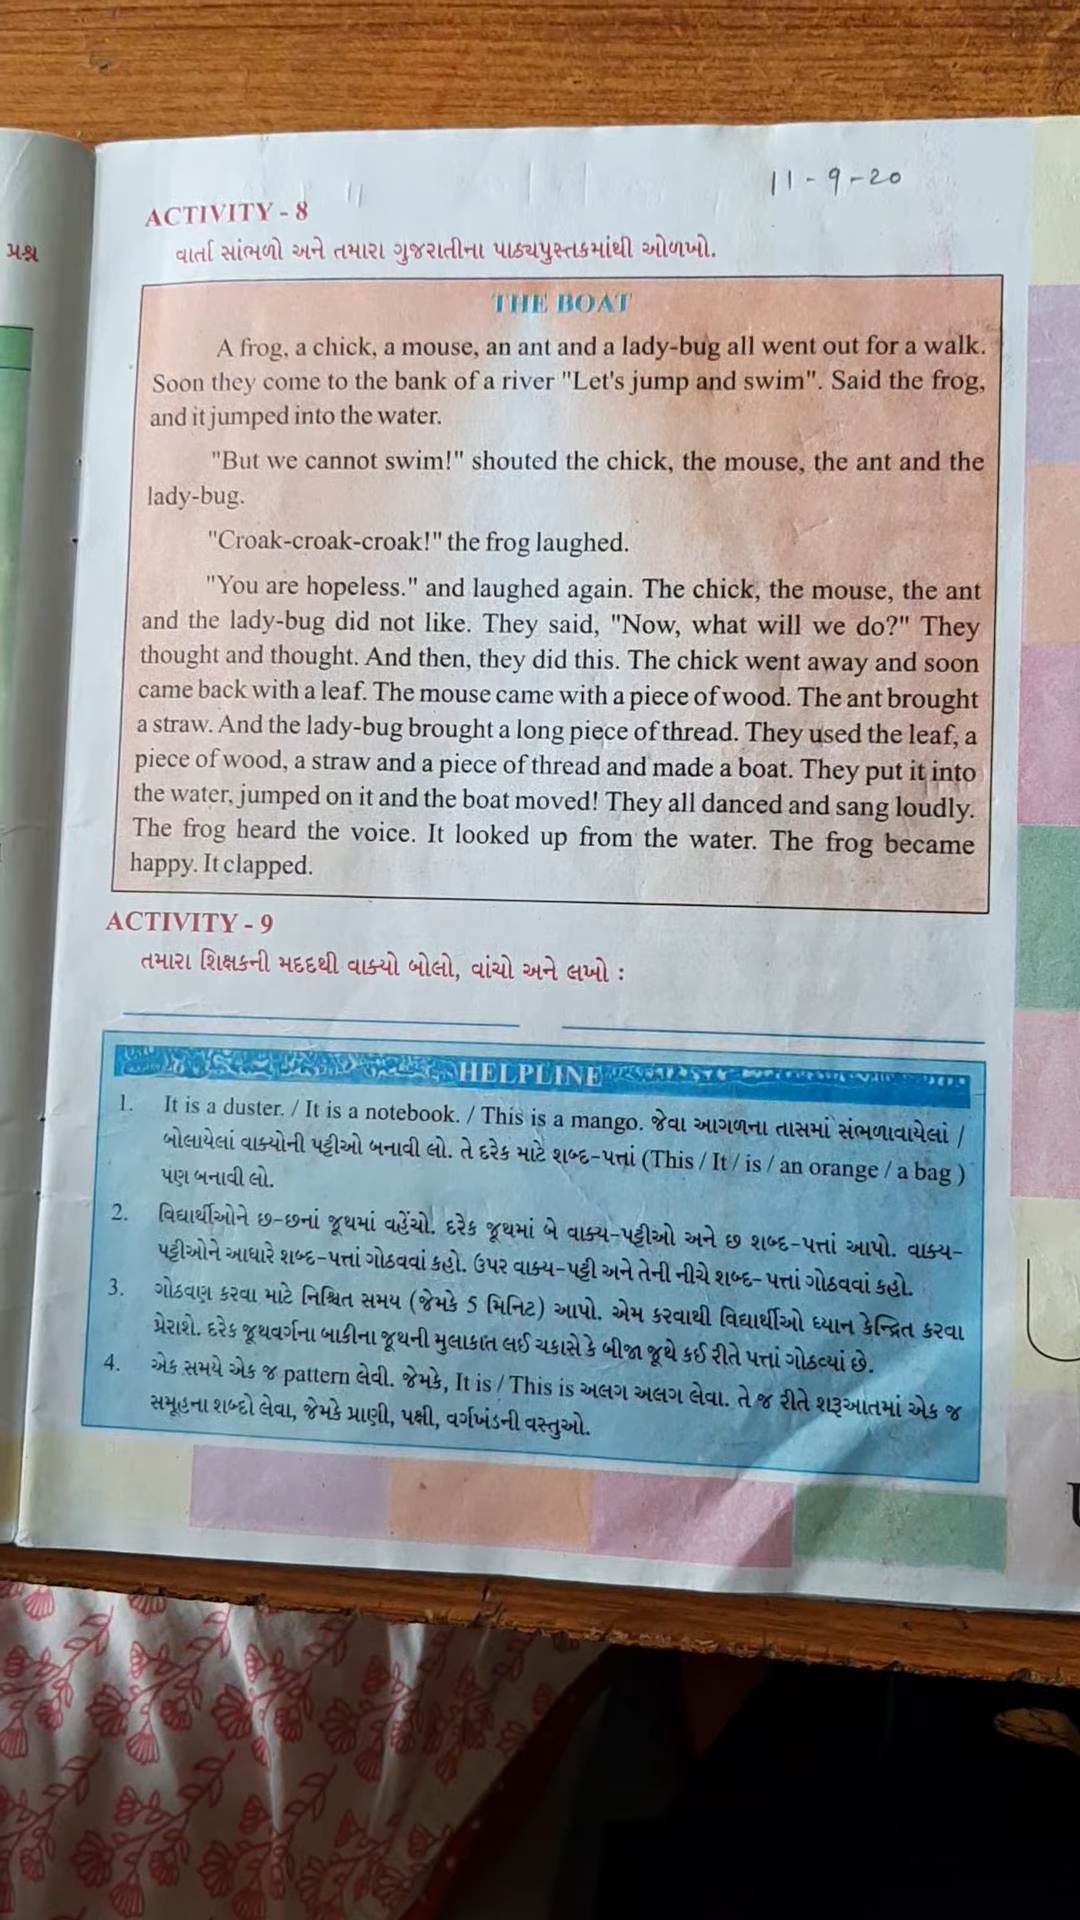 પ્રશ્ન
11-9-20
ACTIVITY - 8
વાર્તા સાંભળો અને તમારા ગુજરાતીના પાઠ્યપુસ્તકમાંથી ઓળખો.
THE BOAT
A frog, a chick, a mouse, an ant and a lady-bug all went out for a walk.
Soon they come to the bank of a river "Let's jump and swim". Said the frog,
and it jumped into the water.
"But we cannot swim!" shouted the chick, the mouse, the ant and the
lady-bug.
"Croak-croak-croak!" the frog laughed.
"You are hopeless." and laughed again. The chick, the mouse, the ant
and the lady-bug did not like. They said, "Now, what will we do?" They
thought and thought. And then, they did this. The chick went away and soon
came back with a leaf. The mouse came with a piece of wood. The ant brought
a straw. And the lady-bug brought a long piece of thread. They used the leaf, a
piece of wood, a straw and a piece of thread and made a boat. They put it into
the water, jumped on it and the boat moved! They all danced and sang loudly.
The frog heard the voice. It looked up from the water. The frog became
happy. It clapped.
ACTIVITY - 9
તમારા શિક્ષકની મદદથી વાક્યો બોલો, વાંચો અને લખો :
HELPLINE
1. It is a duster. / It is a notebook. / This is a mango. જેવા આગળના તાસમાં સંભળાવાયેલાં /
બોલાયેલાં વાક્યોની પટ્ટીઓ બનાવી લો. તે દરેક માટે શબ્દ-પત્તાં (This / It / is / an orange / a bag )
પણ બનાવી લો.
2. વિદ્યાર્થીઓને છ-છનાં જૂથમાં વહેંચો. દરેક જૂથમાં બે વાક્ય-પટ્ટીઓ અને છ શબ્દ-પત્તાં આપો. વાક્ય-
પટ્ટીઓને આધારે શબ્દ-પત્તાં ગોઠવવાં કહો. ઉપર વાક્ય-પટ્ટી અને તેની નીચે શબ્દ- પત્તાં ગોઠવવાં કહો.
3. ગોઠવણ કરવા માટે નિશ્ચિત સમય (જેમકે 5 મિનિટ) આપો. એમ કરવાથી વિદ્યાર્થીઓ ધ્યાન કેન્દ્રિત કરવા
પ્રેરાશે. દરેક જૂથવર્ગના બાકીના જૂથની મુલાકાત લઈ ચકાસે કે બીજા જૂથે કઈ રીતે પત્તાં ગોઠવ્યાં છે.
4. એક સમયે એક જ pattern લેવી. જેમકે, It is / This is અલગ અલગ લેવા. તે જ રીતે શરૂઆતમાં એક જ
સમૂહના શબ્દો લેવા, જેમકે પ્રાણી, પક્ષી, વર્ગખંડની વસ્તુઓ.